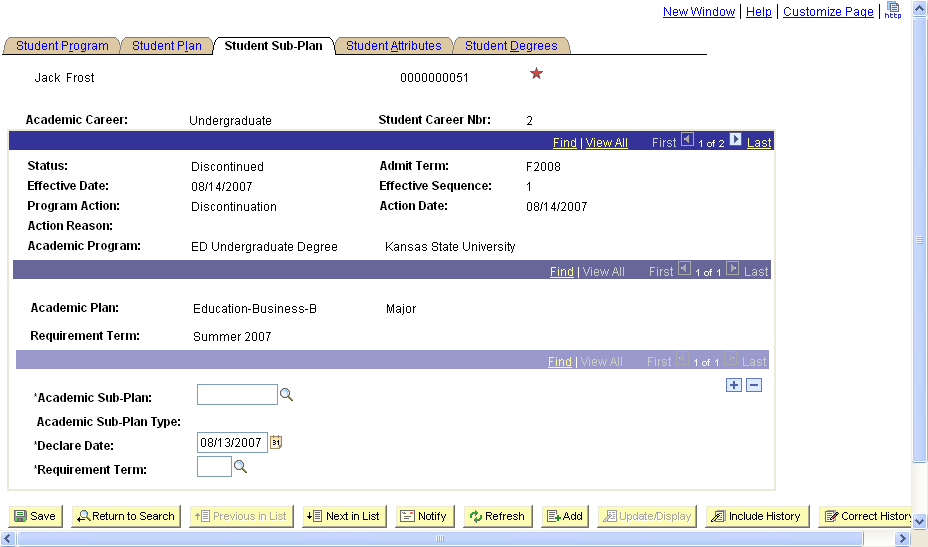 New Window | Help | Customize Page | http
Student Program Student Plan Student Sub-Plan Student Attributes Student Degrees
Jack Frost 0000000051
Academic Career: Undergraduate Student Career Nbr: 2
Find | View All First 1 of 2 Last
Status: Discontinued Admit Term: F2008
Effective Date: 08/14/2007 Effective Sequence: 1
Program Action: Discontinuation Action Date: 08/14/2007
Action Reason:
Academic Program: ED Undergraduate Degree Kansas State University
Find | View All First 1 of 1 Last
Academic Plan: Education-Business-B Major
Requirement Term: Summer 2007
Find | View All First 1 of 1 Last
*Academic Sub-Plan:
Academic Sub-Plan Type:
*Declare Date: 08/13/2007 31
*Requirement Term:
Save Return to Search Previous in List Next in List Notify Refresh Add Update/Display Include History Correct History